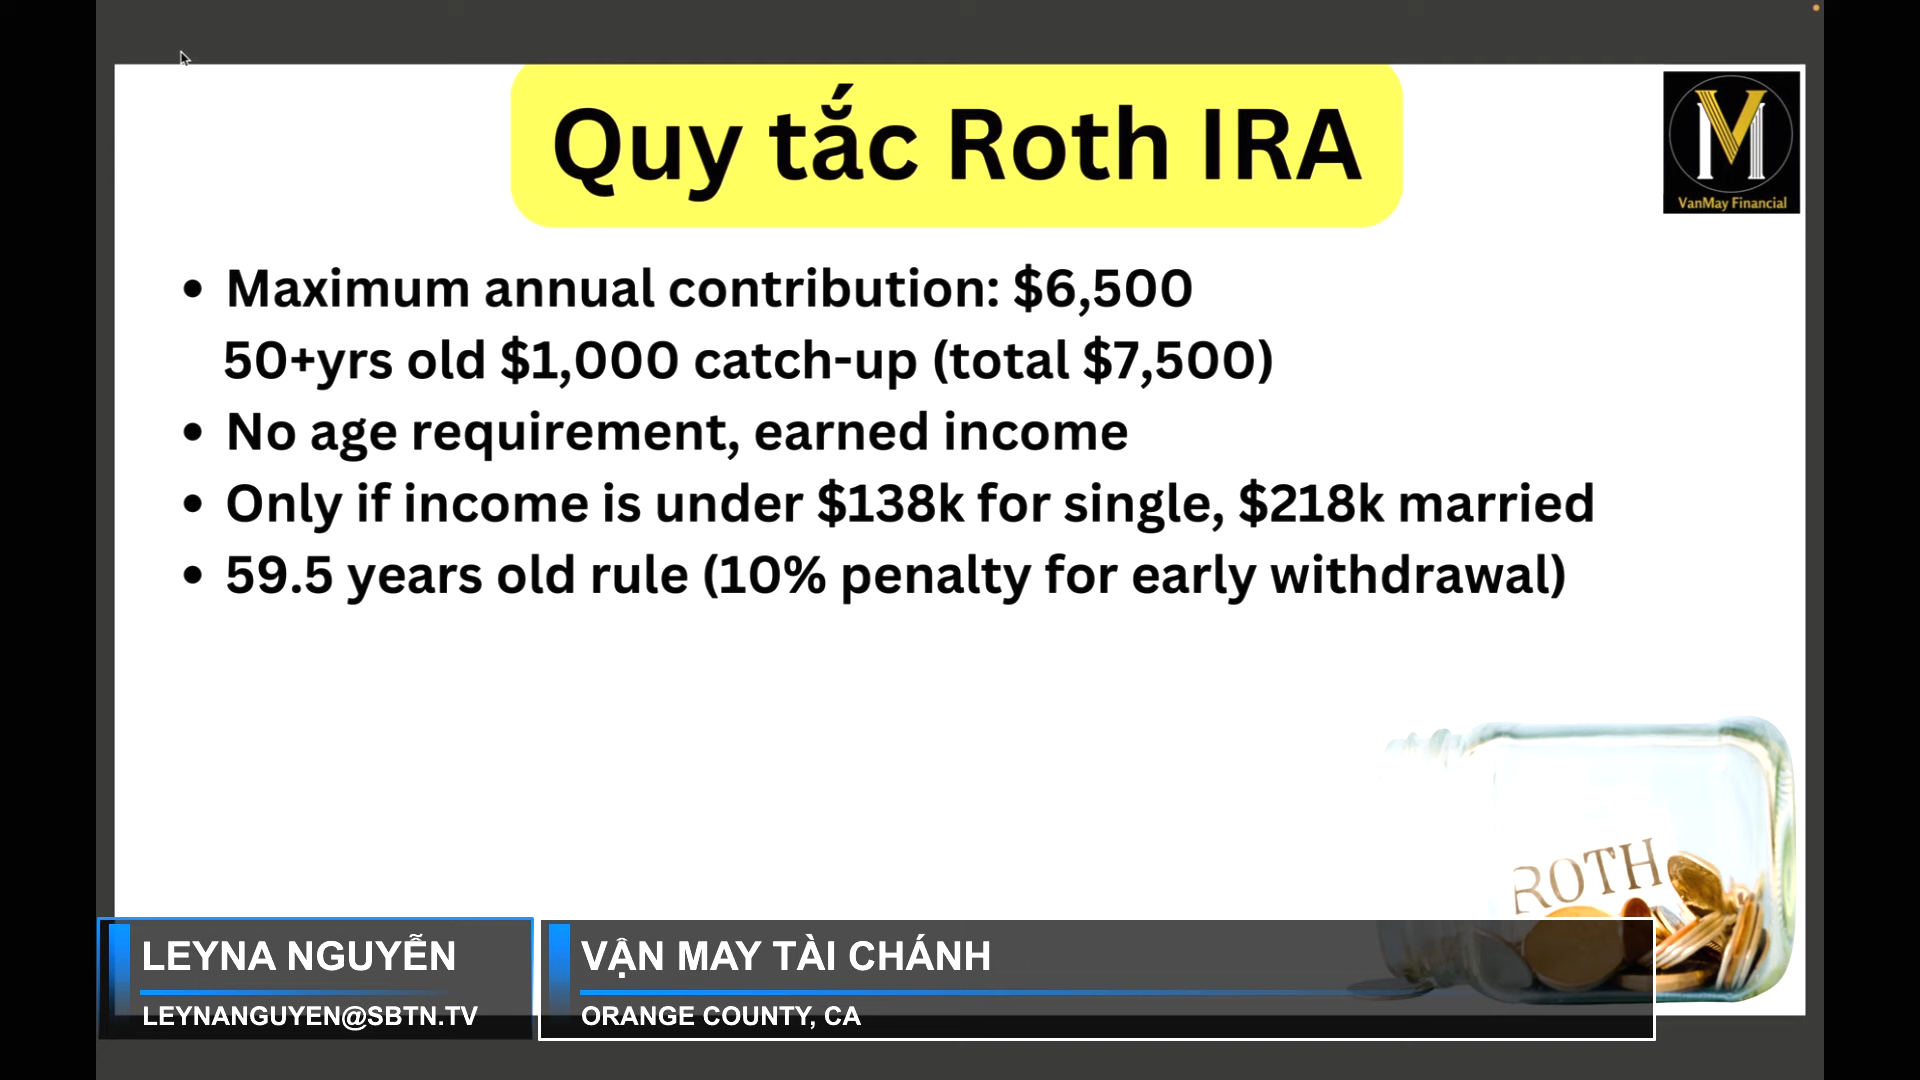 Quy tắc Roth IRA
VM
VanMay Financial
• Maximum annual contribution: $6,500
50+yrs old $1,000 catch-up (total $7,500)
• No age requirement, earned income
• Only if income is under $138k for single, $218k married
• 59.5 years old rule (10% penalty for early withdrawal)
ROTH
LEYNA NGUYỄN
LEYNANGUYEN@SBTN.TV
VẬN MAY TÀI CHÁNH
ORANGE COUNTY, CA